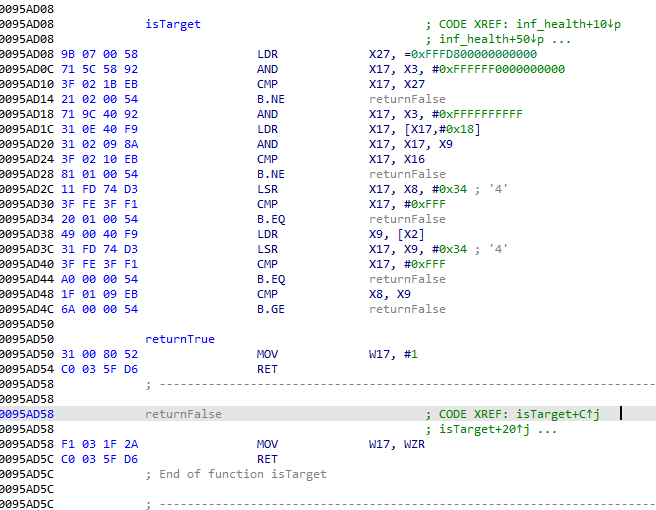 0095AD08
0095AD08 isTarget ; CODE XREF: inf_health+10↓p
0095AD08 ; inf_health+50↓p ...
0095AD08 9B 07 00 58 LDR X27, =0xFFFD800000000000
0095AD0C 71 5C 58 92 AND X17, X3, #0xFFFFFF0000000000
0095AD10 3F 02 1B EB CMP X17, X27
0095AD14 21 02 00 54 B.NE returnFalse
0095AD18 71 9C 40 92 AND X17, X3, #0xFFFFFFFFFF
0095AD1C 31 0E 40 F9 LDR X17, [X17,#0x18]
0095AD20 31 02 09 8A AND X17, X17, X9
0095AD24 3F 02 10 EB CMP X17, X16
0095AD28 81 01 00 54 B.NE returnFalse
0095AD2C 11 FD 74 D3 LSR X17, X8, #0x34 ; '4'
0095AD30 3F FE 3F F1 CMP X17, #0xFFF
0095AD34 20 01 00 54 B.EQ returnFalse
0095AD38 49 00 40 F9 LDR X9, [X2]
0095AD3C 31 FD 74 D3 LSR X17, X9, #0x34 ; '4'
0095AD40 3F FE 3F F1 CMP X17, #0xFFF
0095AD44 A0 00 00 54 B.EQ returnFalse
0095AD48 1F 01 09 EB CMP X8, X9
0095AD4C 6A 00 00 54 B.GE returnFalse
0095AD50
0095AD50 returnTrue
0095AD50 31 00 80 52 MOV W17, #1
0095AD54 C0 03 5F D6 RET
0095AD58 ; ---------------------------------------------------------------
0095AD58
0095AD58 returnFalse ; CODE XREF: isTarget+C↑j
0095AD58 ; isTarget+20↑j ...
0095AD58 F1 03 1F 2A MOV W17, WZR
0095AD5C C0 03 5F D6 RET
0095AD5C ; End of function isTarget
0095AD5C
0095AD5C ; ---------------------------------------------------------------